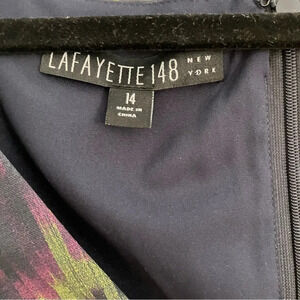 LAFAYETTE 148 NEW YORK
14
MADE IN
CHINA